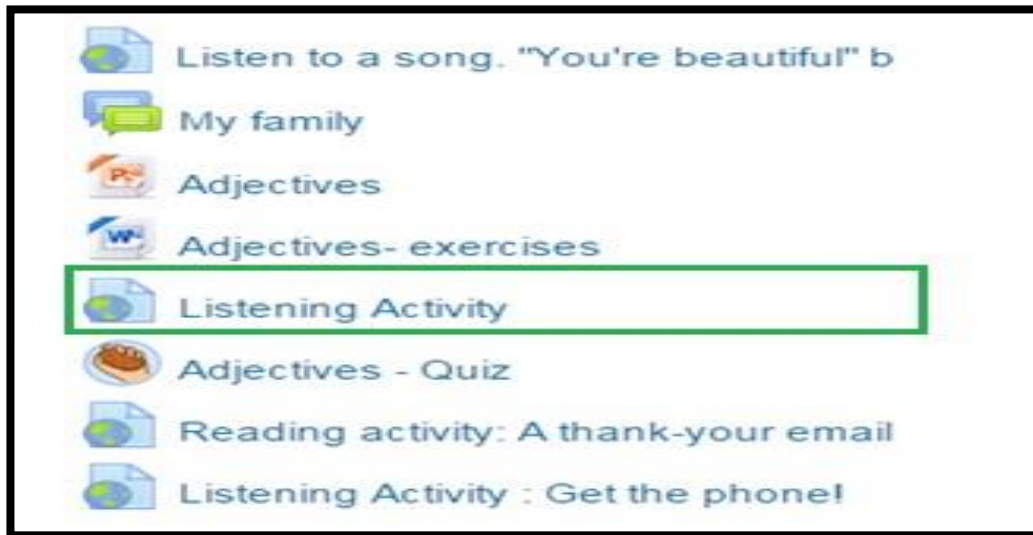 Listen to a song. "You're beautiful" b
My family
Adjectives
Adjectives- exercises
Listening Activity
Adjectives - Quiz
Reading activity: A thank-your email
Listening Activity : Get the phone!